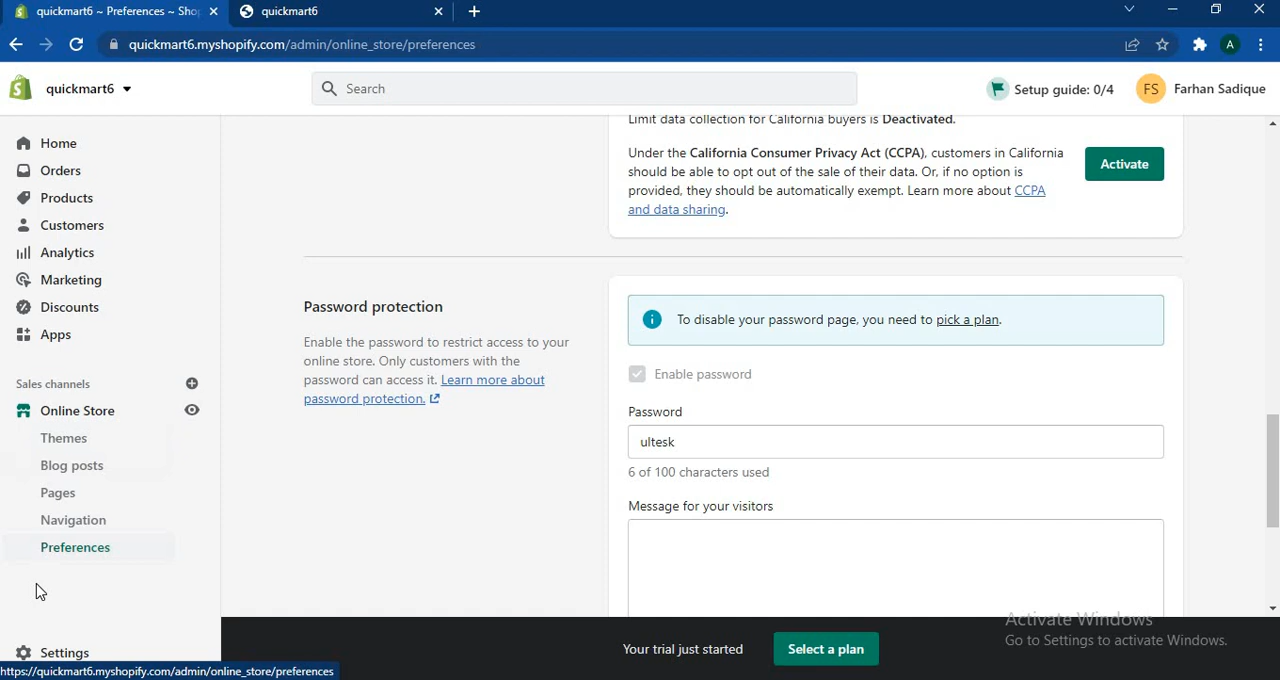 quickmart6 ~ Preferences ~ Sho
quickmart6
quickmart6.myshopify.com/admin/online_store/preferences
A
quickmart6
Search
Setup guide: 0/4
FS
Farhan Sadique
Home
Orders
Products
Customers
Analytics
Marketing
Discounts
Apps
Sales channels
Online Store
Themes
Blog posts
Pages
Navigation
Preferences
Settings
https://quickmart6.myshopify.com/admin/online_store/preferences
Limit data collection for California buyers is Deactivated.
Under the California Consumer Privacy Act (CCPA), customers in California
should be able to opt out of the sale of their data. Or, if no option is
provided, they should be automatically exempt. Learn more about CCPA
and data sharing.
Activate
Password protection
Enable the password to restrict access to your
online store. Only customers with the
password can access it. Learn more about
password protection.
To disable your password page, you need to pick a plan.
Enable password
Password
ultesk
6 of 100 characters used
Message for your visitors
Your trial just started
Select a plan
Activate Windows
Go to Settings to activate Windows.